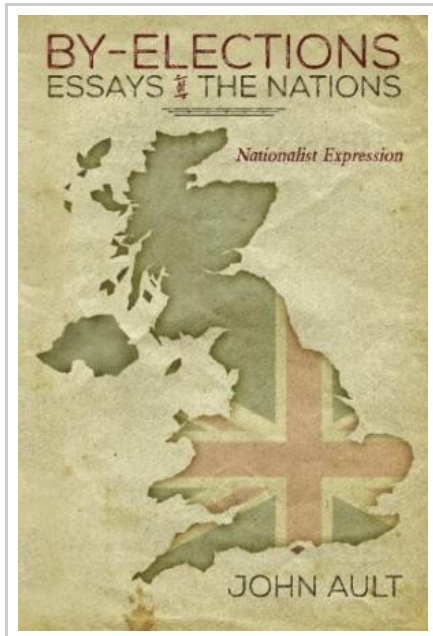 BY-ELECTIONS
ESSAYS THE NATIONS
Nationalist Expression
JOHN AULT